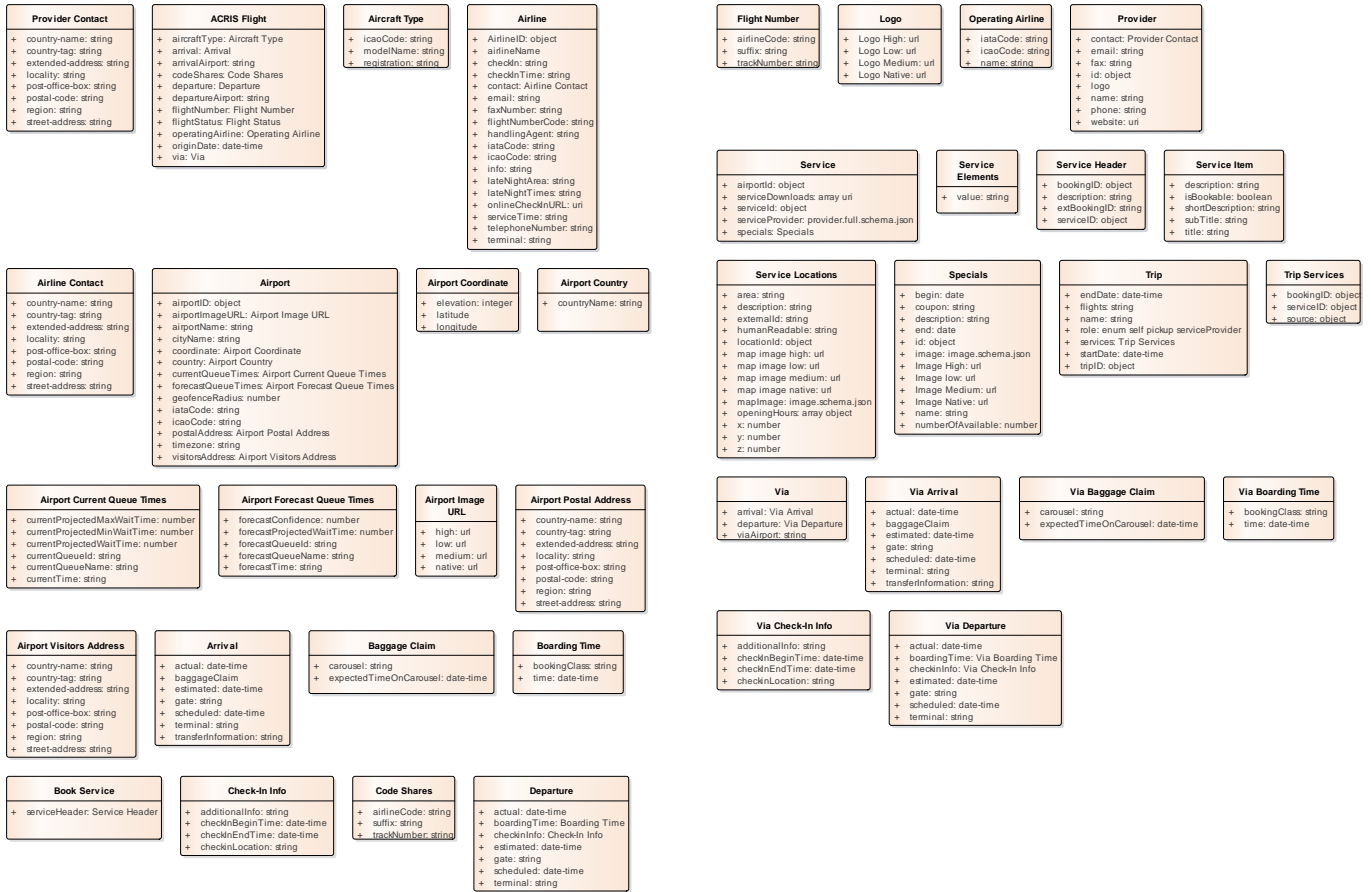 Provider Contact
+ country-name: string
+ country-tag: string
+ extended-address: string
+ locality: string
+ post-office-box: string
+ postal-code: string
+ region: string
+ street-address: string
ACRIS Flight
+ aircraftType: Aircraft Type
+ arrival: Arrival
+ arrivalAirport: string
+ codeShares: Code Shares
+ departure: Departure
+ departureAirport: string
+ flightNumber: Flight Number
+ flightStatus: Flight Status
+ operatingAirline: Operating Airline
+ originDate: date-time
+ via: Via
Aircraft Type
+ icaoCode: string
+ modelName: string
+ registration: string
Airline
+ AirlineID: object
+ airlineName
+ checkIn: string
+ checkInTime: string
+ contact: Airline Contact
+ email: string
+ faxNumber: string
+ flightNumberCode: string
+ handlingAgent: string
+ iataCode: string
+ icaoCode: string
+ info: string
+ lateNightArea: string
+ lateNightTimes: string
+ onlineCheckInURL: uri
+ serviceTime: string
+ telephoneNumber: string
+ terminal: string
Airline Contact
+ country-name: string
+ country-tag: string
+ extended-address: string
+ locality: string
+ post-office-box: string
+ postal-code: string
+ region: string
+ street-address: string
Airport
+ airportID: object
+ airportImageURL: Airport Image URL
+ airportName: string
+ cityName: string
+ coordinate: Airport Coordinate
+ country: Airport Country
+ currentQueueTimes: Airport Current Queue Times
+ forecastQueueTimes: Airport Forecast Queue Times
+ geofenceRadius: number
+ iataCode: string
+ icaoCode: string
+ postalAddress: Airport Postal Address
+ timezone: string
+ visitorsAddress: Airport Visitors Address
Airport Coordinate
+ elevation: integer
+ latitude
+ longitude
Airport Country
+ countryName: string
Airport Current Queue Times
+ currentProjectedMaxWaitTime: number
+ currentProjectedMinWaitTime: number
+ currentProjectedWaitTime: number
+ currentQueueId: string
+ currentQueueName: string
+ currentTime: string
Airport Forecast Queue Times
+ forecastConfidence: number
+ forecastProjectedWaitTime: number
+ forecastQueueId: string
+ forecastQueueName: string
+ forecastTime: string
Airport Image
URL
+ high: url
+ low: url
+ medium: url
+ native: url
Airport Postal Address
+ country-name: string
+ country-tag: string
+ extended-address: string
+ locality: string
+ post-office-box: string
+ postal-code: string
+ region: string
+ street-address: string
Airport Visitors Address
+ country-name: string
+ country-tag: string
+ extended-address: string
+ locality: string
+ post-office-box: string
+ postal-code: string
+ region: string
+ street-address: string
Arrival
+ actual: date-time
+ baggageClaim
+ estimated: date-time
+ gate: string
+ scheduled: date-time
+ terminal: string
+ transferInformation: string
Baggage Claim
+ carousel: string
+ expectedTimeOnCarousel: date-time
Boarding Time
+ bookingClass: string
+ time: date-time
Book Service
+ serviceHeader: Service Header
Check-In Info
+ additionalInfo: string
+ checkInBeginTime: date-time
+ checkInEndTime: date-time
+ checkinLocation: string
Code Shares
+ airlineCode: string
+ suffix: string
+ trackNumber: string
Departure
+ actual: date-time
+ boardingTime: Boarding Time
+ checkinInfo: Check-In Info
+ estimated: date-time
+ gate: string
+ scheduled: date-time
+ terminal: string
Flight Number
+ airlineCode: string
+ suffix: string
+ trackNumber: string
Logo
+ Logo High: url
+ Logo Low: url
+ Logo Medium: url
+ Logo Native: url
Operating Airline
+ iataCode: string
+ icaoCode: string
+ name: string
Provider
+ contact: Provider Contact
+ email: string
+ fax: string
+ id: object
+ logo
+ name: string
+ phone: string
+ website: uri
Service
+ airportId: object
+ serviceDownloads: array uri
+ serviceId: object
+ serviceProvider: provider.full.schema.json
+ specials: Specials
Service
Elements
+ value: string
Service Header
+ bookingID: object
+ description: string
+ extBookingID: string
+ serviceID: object
Service Item
+ description: string
+ isBookable: boolean
+ shortDescription: string
+ subTitle: string
+ title: string
Service Locations
+ area: string
+ description: string
+ externalId: string
+ humanReadable: string
+ locationId: object
+ map image high: url
+ map image low: url
+ map image medium: url
+ map image native: url
+ mapImage: image.schema.json
+ openingHours: array object
+ x: number
+ y: number
+ z: number
Specials
+ begin: date
+ coupon: string
+ description: string
+ end: date
+ id: object
+ image: image.schema.json
+ Image High: url
+ Image low: url
+ Image Medium: url
+ Image Native: url
+ name: string
+ numberOfAvailable: number
Trip
+ endDate: date-time
+ flights: string
+ name: string
+ role: enum self pickup serviceProvider
+ services: Trip Services
+ startDate: date-time
+ tripID: object
Trip Services
+ bookingID: object
+ serviceID: object
+ source: object
Via
+ arrival: Via Arrival
+ departure: Via Departure
+ viaAirport: string
Via Arrival
+ actual: date-time
+ baggageClaim
+ estimated: date-time
+ gate: string
+ scheduled: date-time
+ terminal: string
+ transferInformation: string
Via Baggage Claim
+ carousel: string
+ expectedTimeOnCarousel: date-time
Via Boarding Time
+ bookingClass: string
+ time: date-time
Via Check-In Info
+ additionalInfo: string
+ checkInBeginTime: date-time
+ checkInEndTime: date-time
+ checkinLocation: string
Via Departure
+ actual: date-time
+ boardingTime: Via Boarding Time
+ checkinInfo: Via Check-In Info
+ estimated: date-time
+ gate: string
+ scheduled: date-time
+ terminal: string